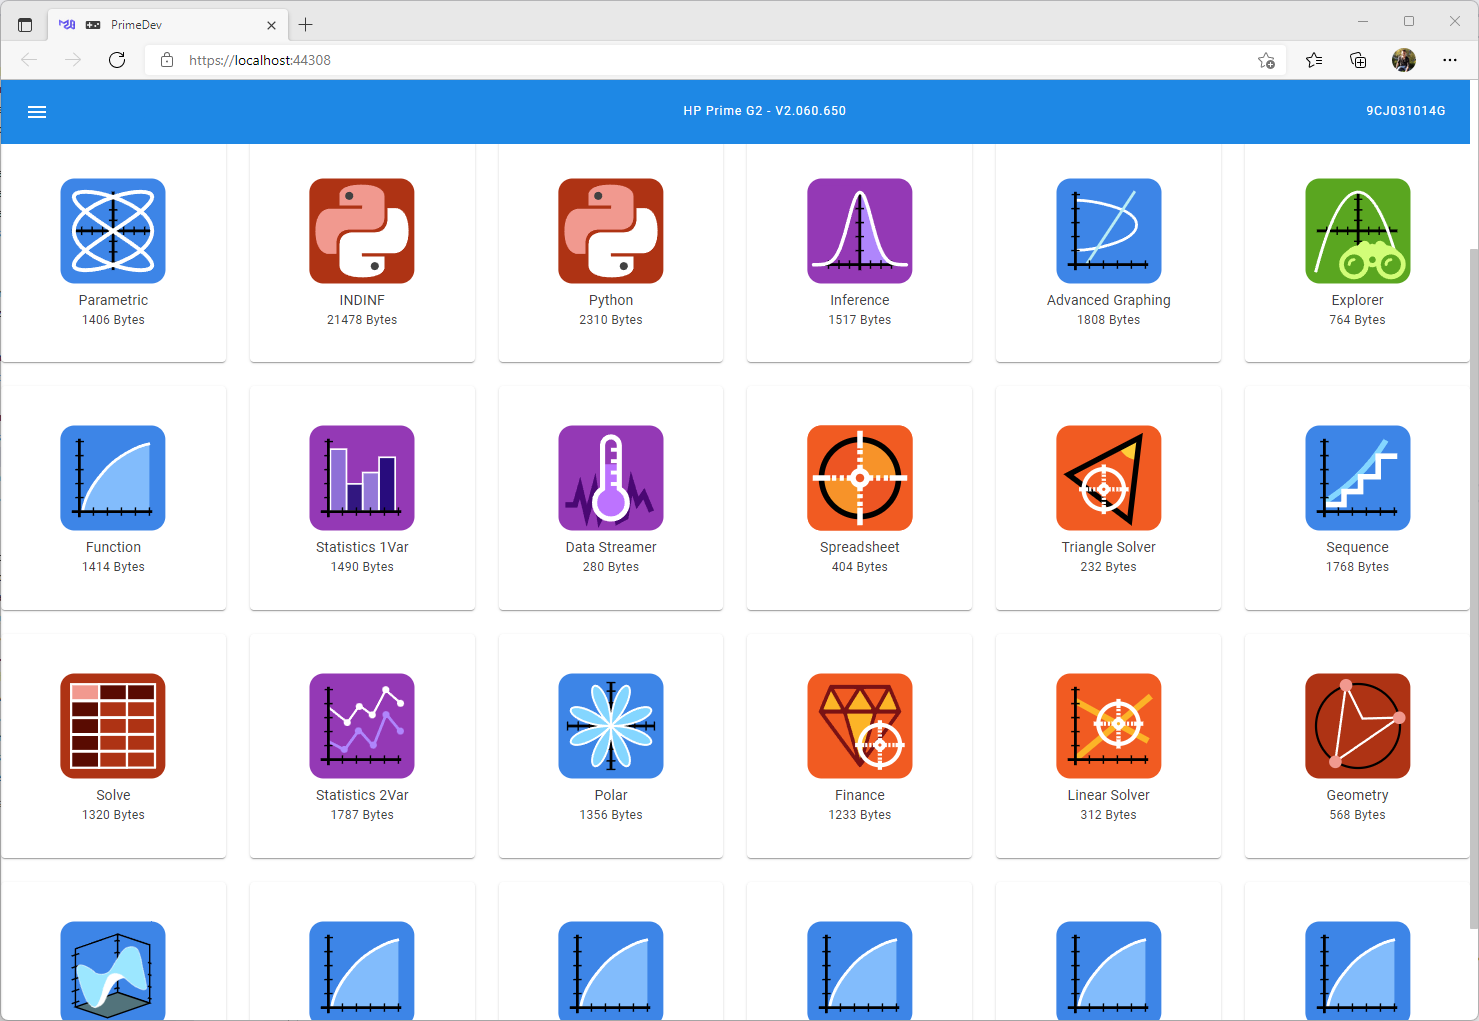 PrimeDev
https://localhost:44308
HP Prime G2 - V2.060.650
9CJ031014G
Parametric
1406 Bytes
INDINF
21478 Bytes
Python
2310 Bytes
Inference
1517 Bytes
Advanced Graphing
1808 Bytes
Explorer
764 Bytes
Function
1414 Bytes
Statistics 1Var
1490 Bytes
Data Streamer
280 Bytes
Spreadsheet
404 Bytes
Triangle Solver
232 Bytes
Sequence
1768 Bytes
Solve
1320 Bytes
Statistics 2Var
1787 Bytes
Polar
1356 Bytes
Finance
1233 Bytes
Linear Solver
312 Bytes
Geometry
568 Bytes